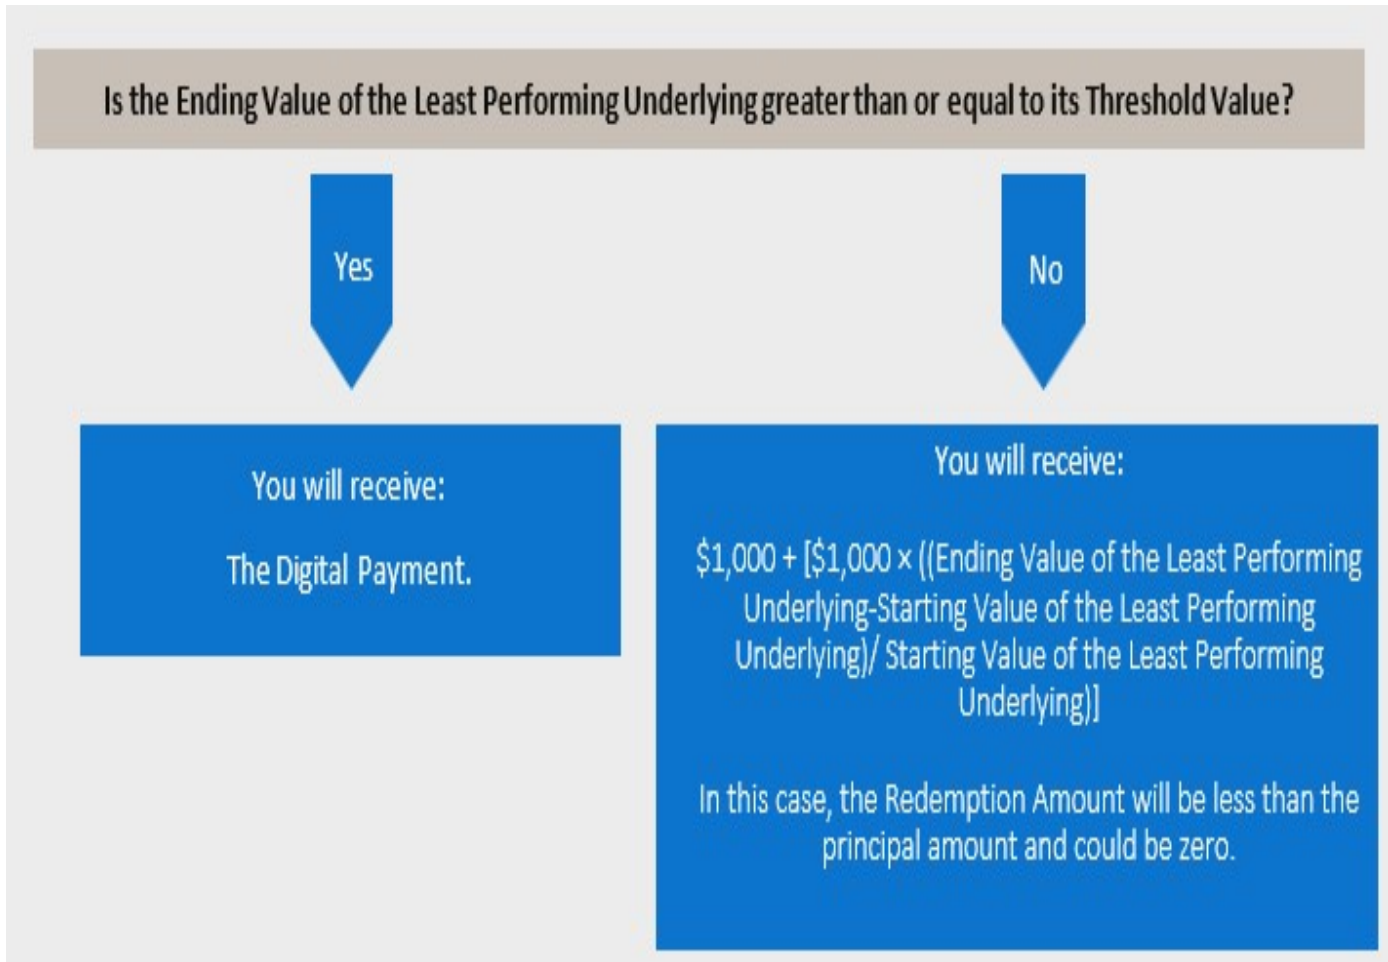 Is the Ending Value of the Least Performing Underlying greater than or equal to its Threshold Value?
Yes
No
You will receive:
The Digital Payment.
You will receive:
$1,000 + [$1,000 × ((Ending Value of the Least Performing
Underlying-Starting Value of the Least Performing
Underlying)/ Starting Value of the Least Performing
Underlying)]
In this case, the Redemption Amount will be less than the
principal amount and could be zero.